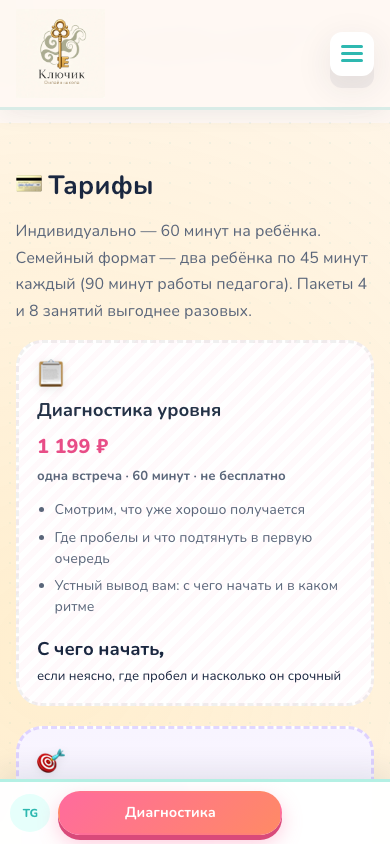 Ключик
Онлайн-школа
💳 Тарифы
Индивидуально — 60 минут на ребёнка.
Семейный формат — два ребёнка по 45 минут
каждый (90 минут работы педагога). Пакеты 4
и 8 занятий выгоднее разовых.
Диагностика уровня
1 199 ₽
одна встреча · 60 минут · не бесплатно
• Смотрим, что уже хорошо получается
• Где пробелы и что подтянуть в первую
очередь
• Устный вывод вам: с чего начать и в каком
ритме
С чего начать,
если неясно, где пробел и насколько он срочный
TG
Диагностика